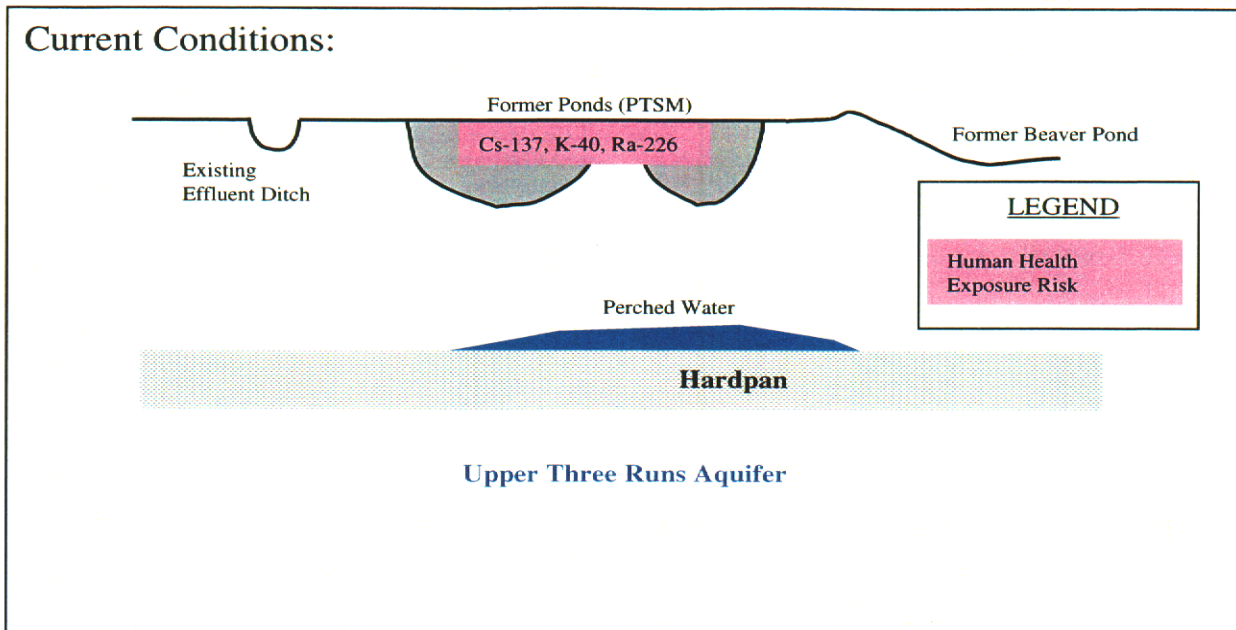 Current Conditions:
Former Ponds (PTSM)
Cs-137, K-40, Ra-226
Former Beaver Pond
Existing
Effluent Ditch
LEGEND
Human Health
Exposure Risk
Perched Water
Hardpan
Upper Three Runs Aquifer